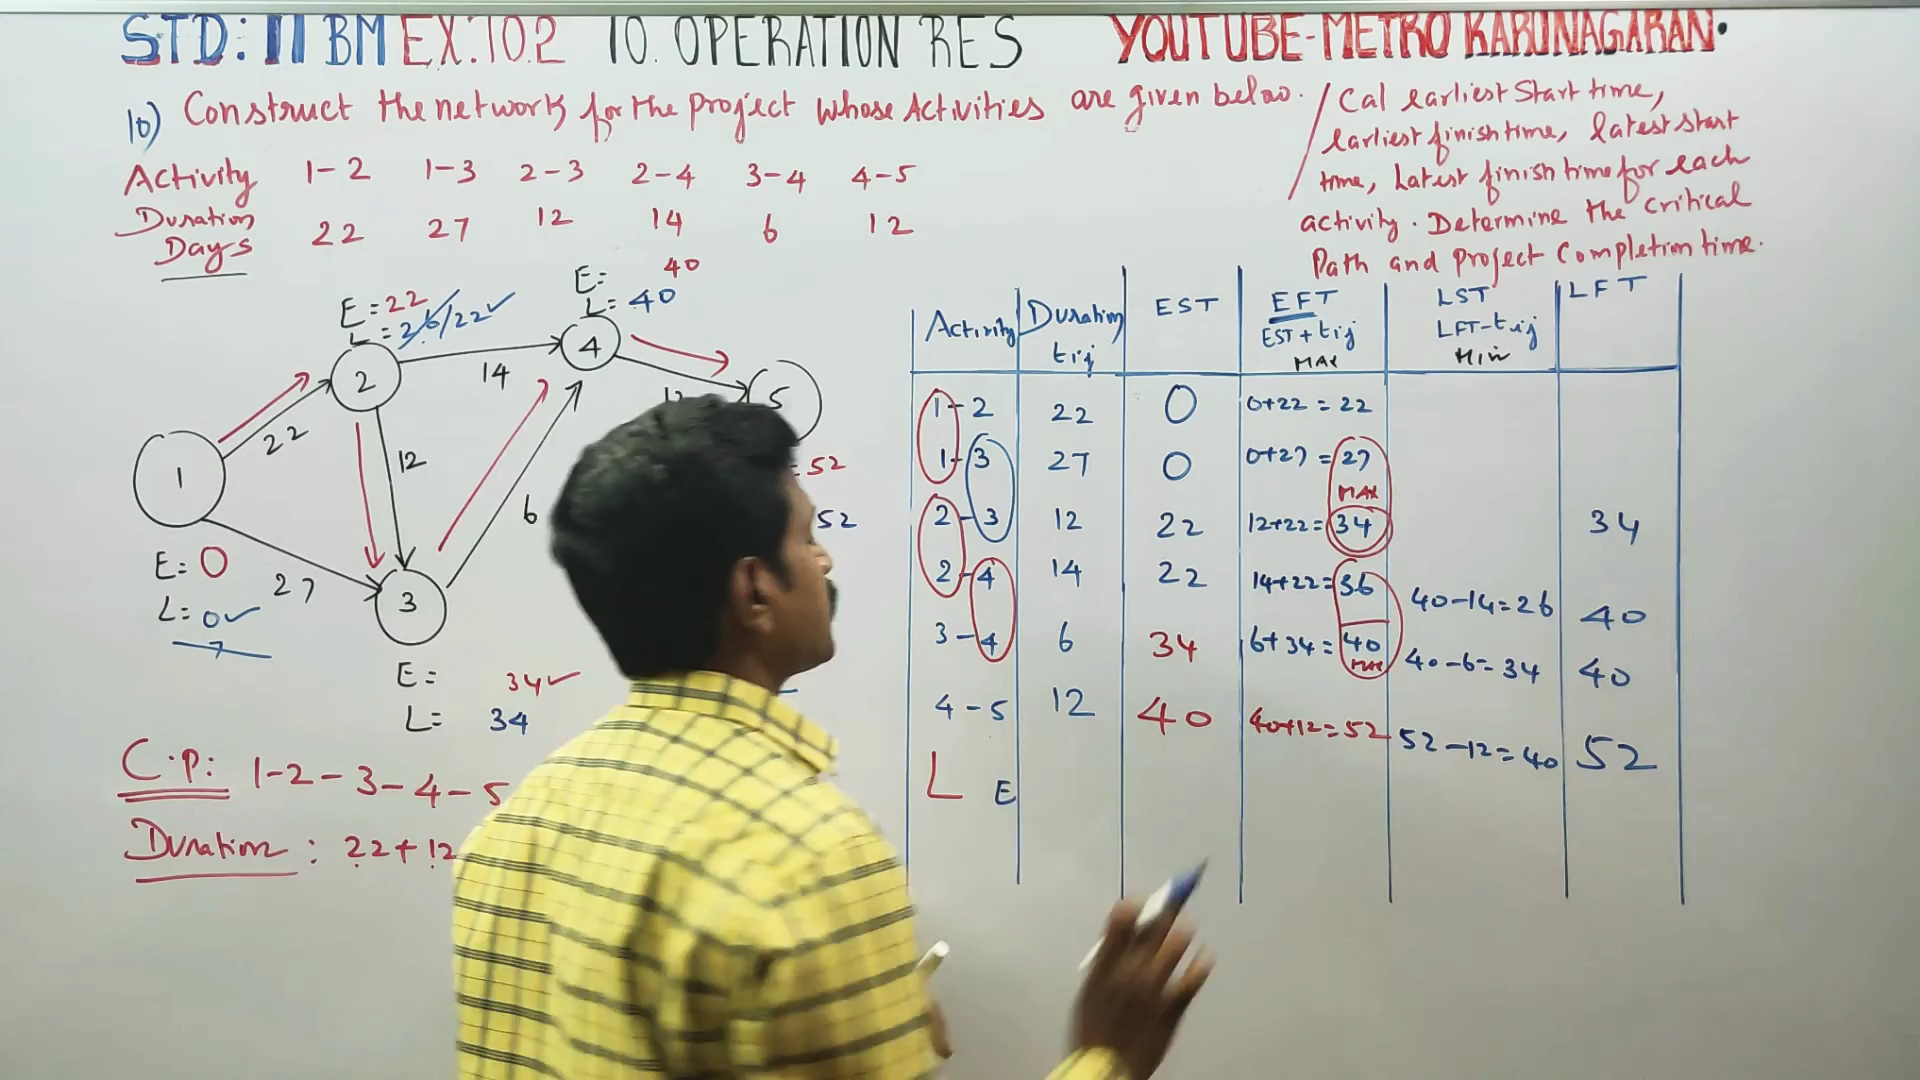 STD: 11 BM EX.10.2 10. OPERATION RES YOUTUBE-METRO KARUNAGARAN.
10) Construct the network for the project whose Activities are given below. / Cal earliest Start time,
earliest finish time, latest start
time, Latest finish time for each
activity. Determine the critical
Path and project Completion time.
Activity 1-2 1-3 2-3 2-4 3-4 4-5
Duration
Days 22 27 12 14 6 12
E=22
L=26/22 ✓
E= 40
L= 40
1 2 3 4 5
22
14
12
27
6
E= 0
L= 0 ✓
E= 34 ✓
L= 34
=52
52
C.P: 1-2-3-4-5
Duration: 22+12
Activity Duration tij EST EFT EST+tij MAX LST LFT-tij Min LFT
1-2 22 0 0+22=22
1-3 27 0 0+27=27
MAX
2-3 12 22 12+22=34 34
2-4 14 22 14+22=36 40-14=26 40
3-4 6 34 6+34=40 40-6=34 40
MAX
4-5 12 40 40+12=52 52-12=40 52
L E